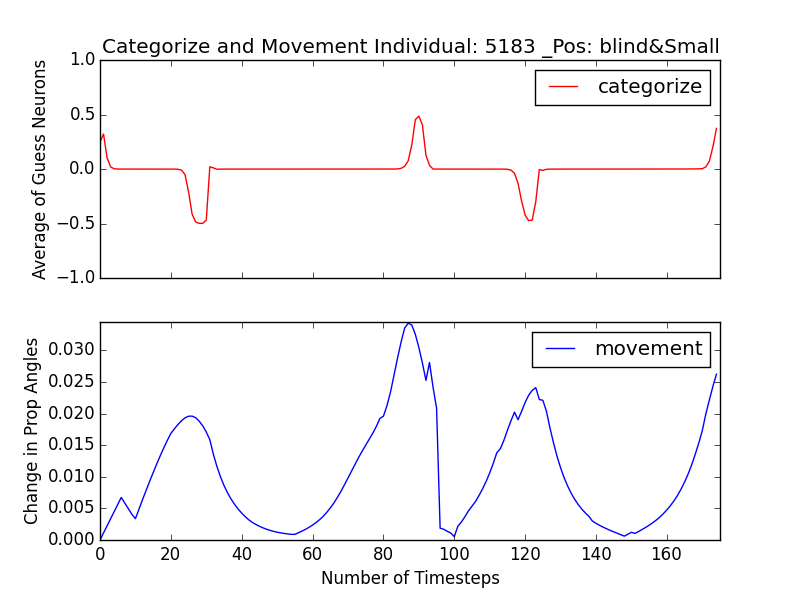 Categorize and Movement Individual: 5183 _Pos: blind&Small
1.0
0.5
0.0
−0.5
−1.0
Average of Guess Neurons
categorize
0.030
0.025
0.020
0.015
0.010
0.005
0.000
Change in Prop Angles
movement
0 20 40 60 80 100 120 140 160
Number of Timesteps